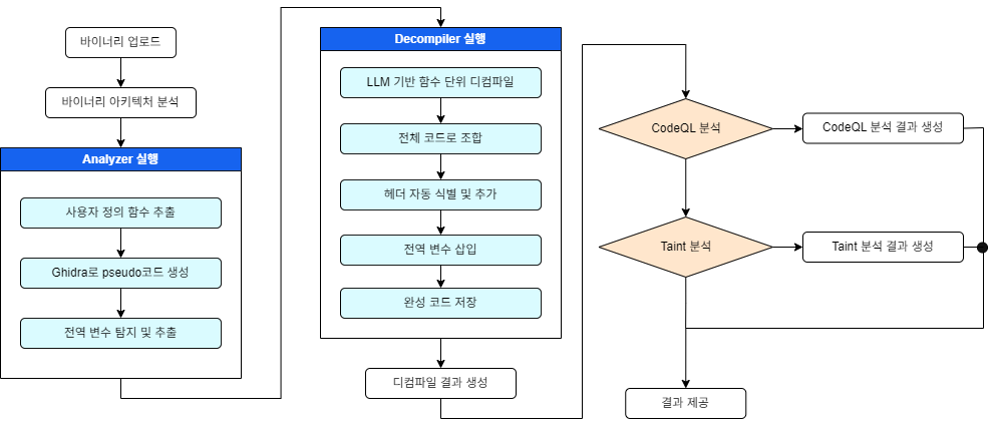 바이너리 업로드
바이너리 아키텍처 분석
Analyzer 실행
사용자 정의 함수 추출
Ghidra로 pseudo코드 생성
전역 변수 탐지 및 추출
Decompiler 실행
LLM 기반 함수 단위 디컴파일
전체 코드로 조합
헤더 자동 식별 및 추가
전역 변수 삽입
완성 코드 저장
디컴파일 결과 생성
CodeQL 분석
CodeQL 분석 결과 생성
Taint 분석
Taint 분석 결과 생성
결과 제공